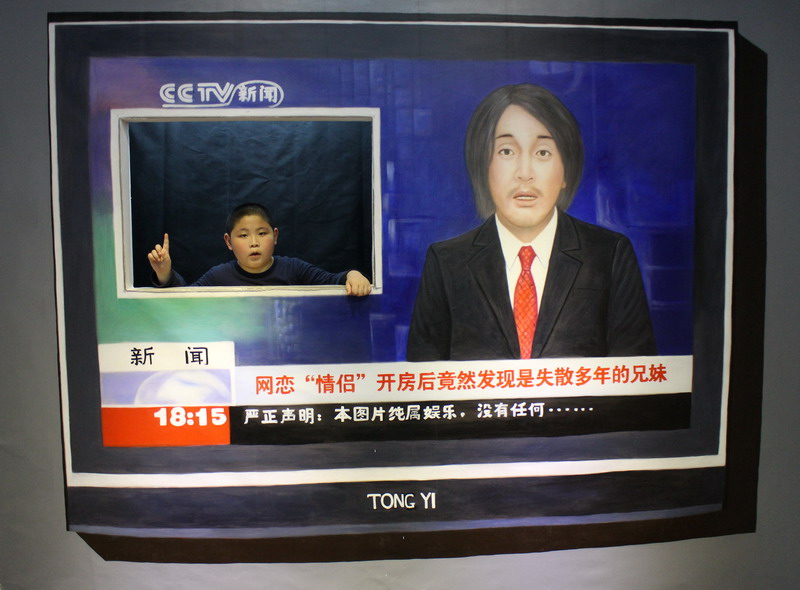 CCTV新闻
新 闻
网恋“情侣”开房后竟然发现是失散多年的兄妹
18:15
严正声明：本图片纯属娱乐，没有任何······
TONG YI